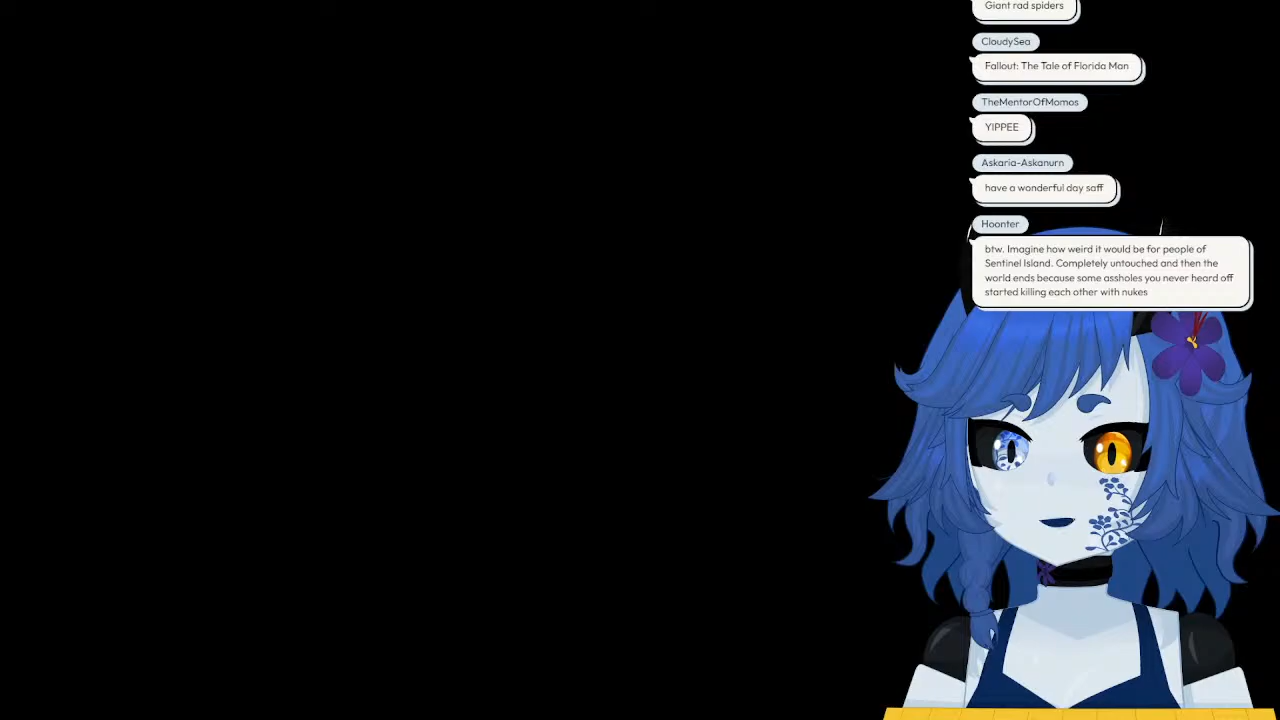 Giant rad spiders
CloudySea
Fallout: The Tale of Florida Man
TheMentorOfMomos
YIPPEE
Askaria-Askanurn
have a wonderful day saff
Hoonter
btw. Imagine how weird it would be for people of
Sentinel Island. Completely untouched and then the
world ends because some assholes you never heard off
started killing each other with nukes